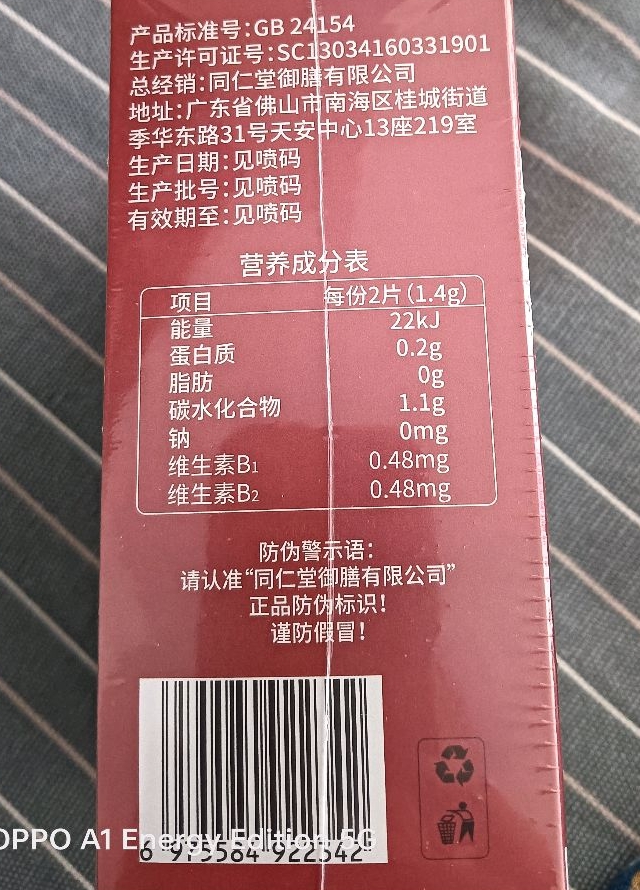 产品标准号:GB 24154
生产许可证号:SC13034160331901
总经销:同仁堂御膳有限公司
地址:广东省佛山市南海区桂城街道
季华东路31号天安中心13座219室
生产日期:见喷码
生产批号:见喷码
有效期至:见喷码
营养成分表
项目 每份2片(1.4g)
能量 22kJ
蛋白质 0.2g
脂肪 0g
碳水化合物 1.1g
钠 0mg
维生素B1 0.48mg
维生素B2 0.48mg
防伪警示语:
请认准“同仁堂御膳有限公司”
正品防伪标识!
谨防假冒!
OPPO A1 Energy Edition 5G
6 975584 922542